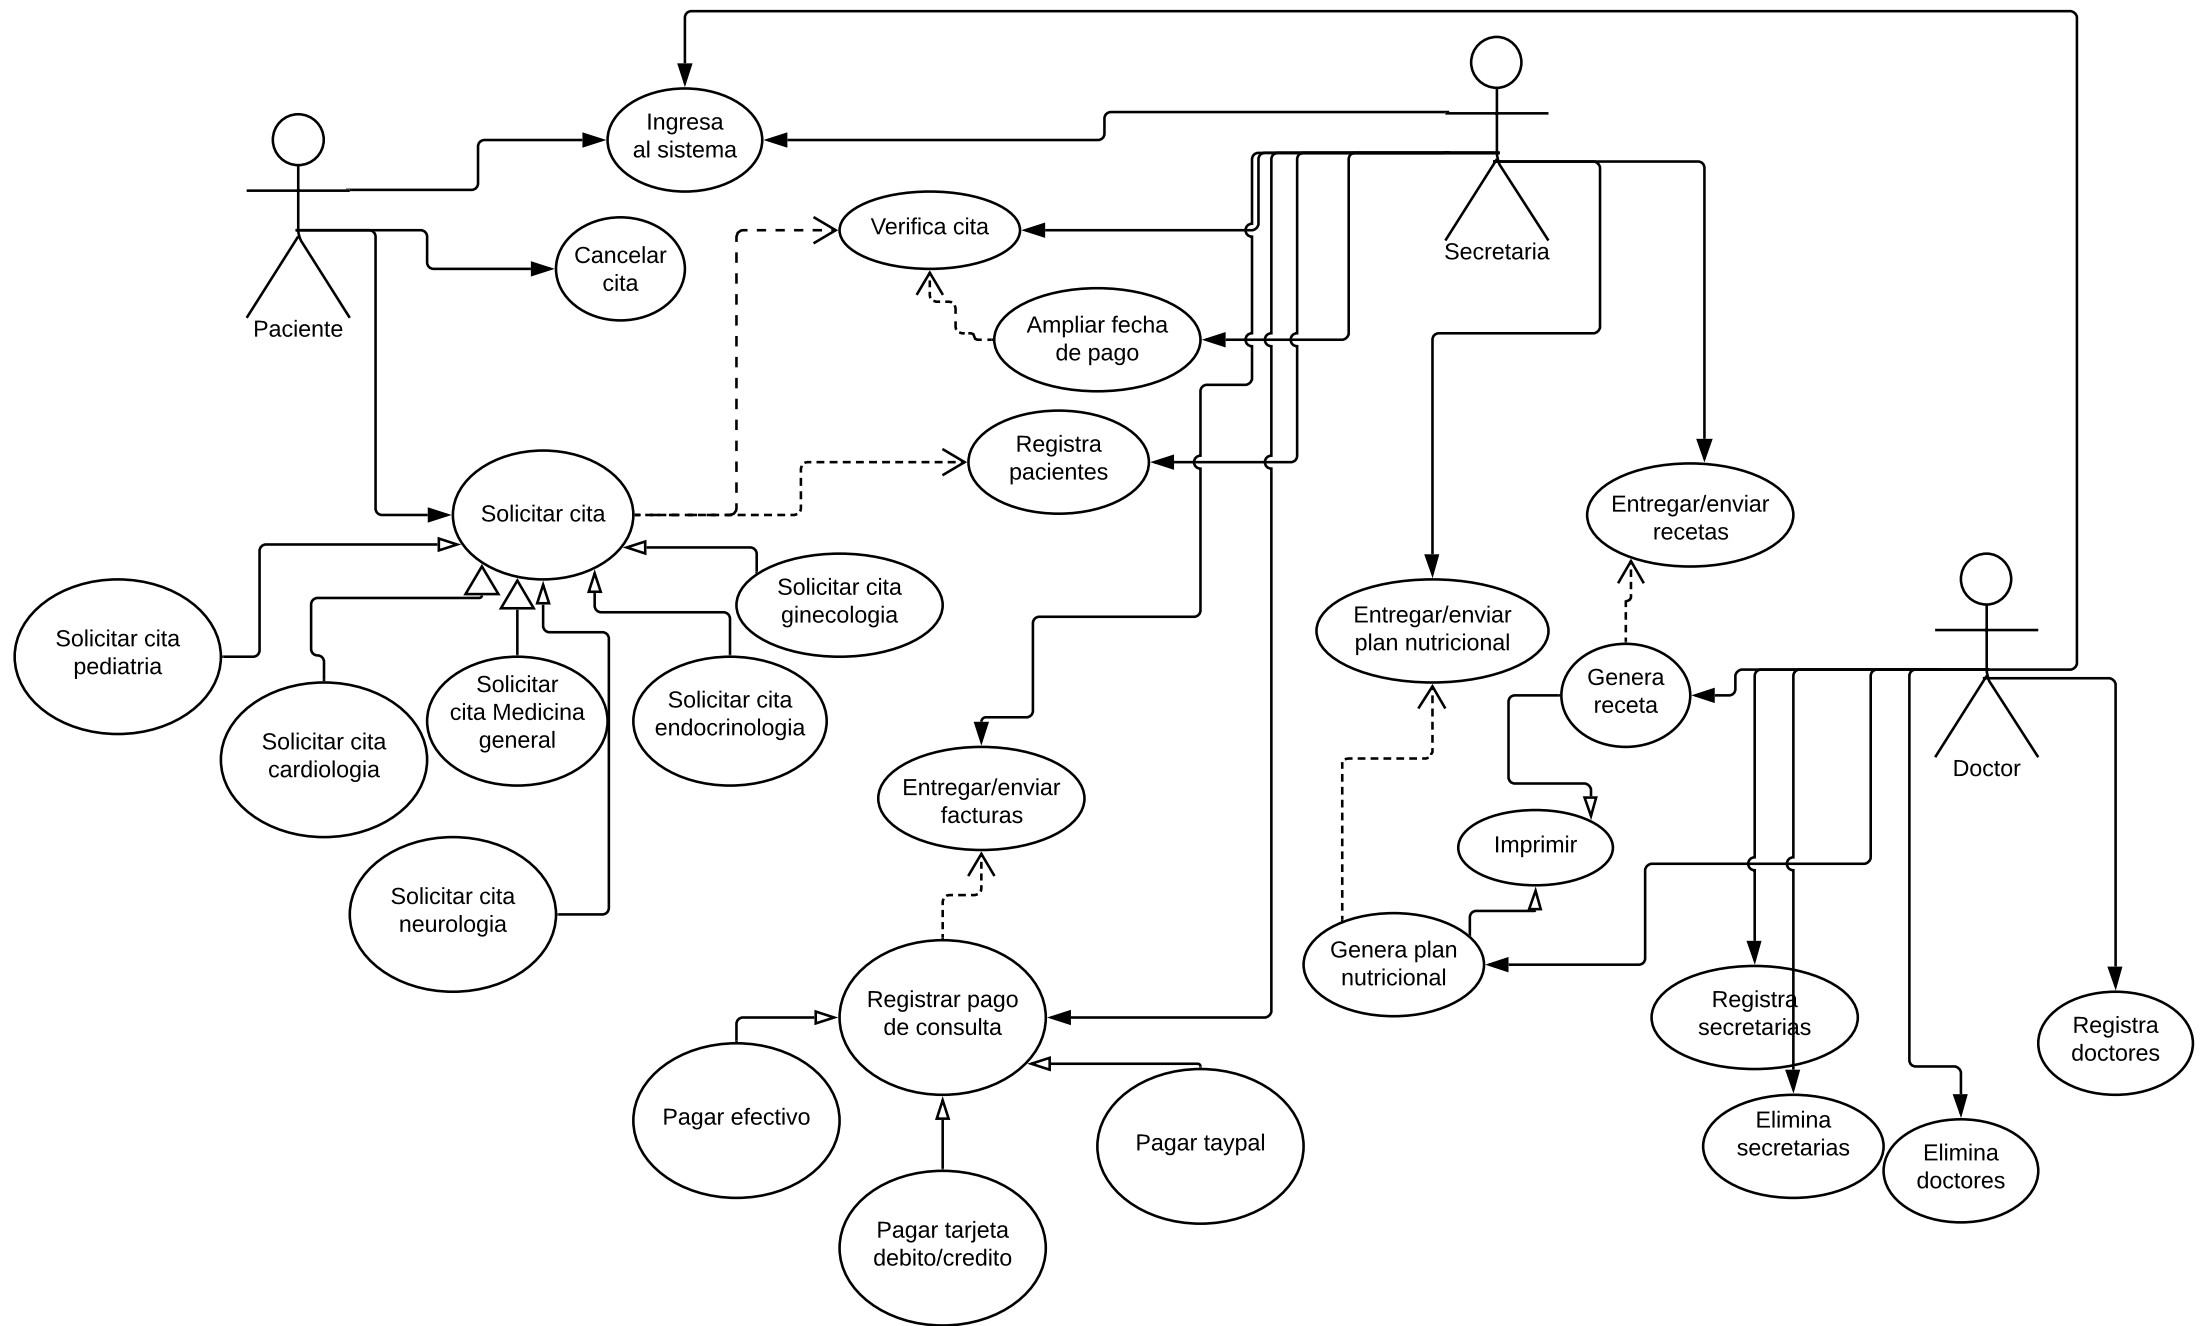 Ingresa
al sistema
Verifica cita
Secretaria
Cancelar
cita
Paciente
Ampliar fecha
de pago
Registra
pacientes
Solicitar cita
Entregar/enviar
recetas
Solicitar cita
ginecologia
Entregar/enviar
plan nutricional
Solicitar cita
pediatria
Solicitar cita
cardiologia
Solicitar
cita Medicina
general
Solicitar cita
endocrinologia
Genera
receta
Doctor
Entregar/enviar
facturas
Imprimir
Solicitar cita
neurologia
Genera plan
nutricional
Registrar pago
de consulta
Registra
secretarias
Registra
doctores
Pagar efectivo
Pagar taypal
Elimina
secretarias
Elimina
doctores
Pagar tarjeta
debito/credito